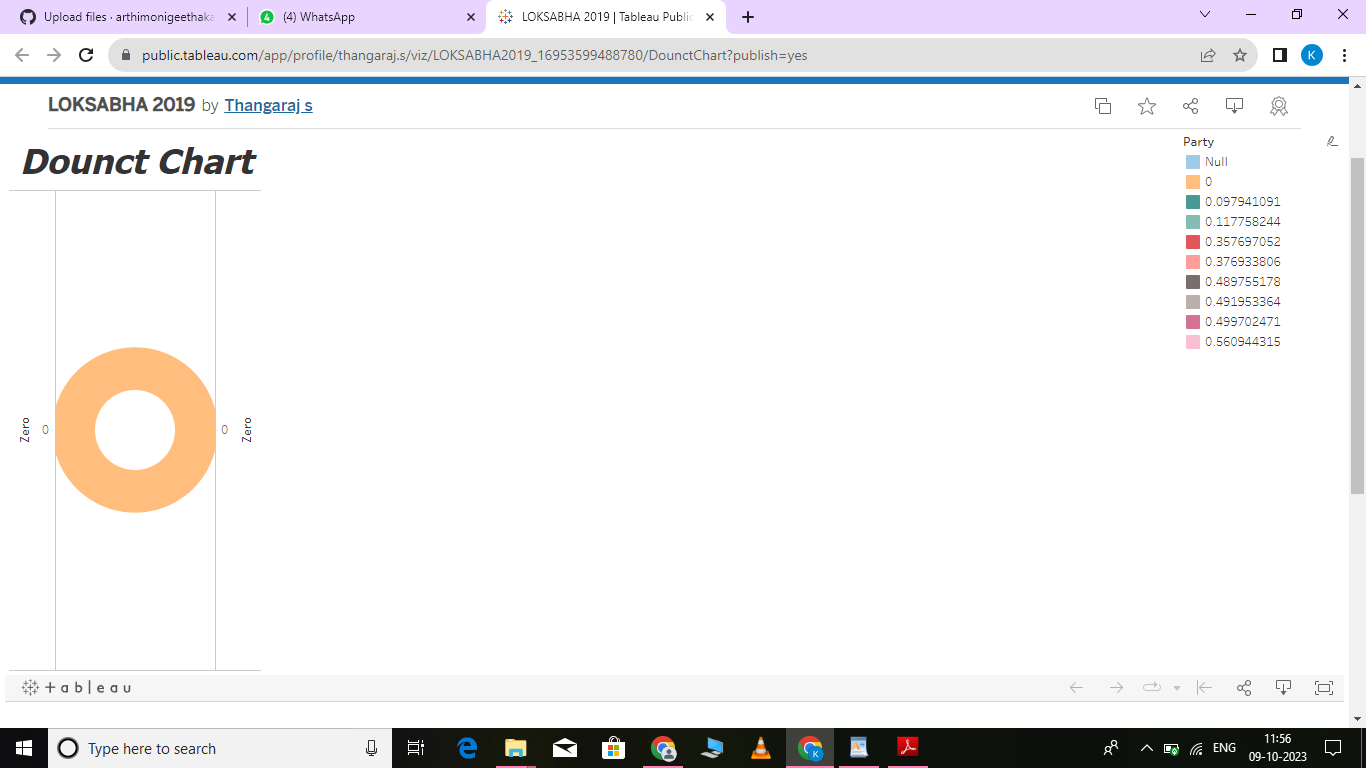 Upload files · arthimonigeethaka
(4) WhatsApp
LOKSABHA 2019 | Tableau Public
public.tableau.com/app/profile/thangaraj.s/viz/LOKSABHA2019_16953599488780/DounctChart?publish=yes
K
LOKSABHA 2019 by Thangaraj s
Dounct Chart
Party
Null
0
0.097941091
0.117758244
0.357697052
0.376933806
0.489755178
0.491953364
0.499702471
0.560944315
Zero 0 0 Zero
+ a b | e a u
Type here to search
K
ENG
11:56
09-10-2023